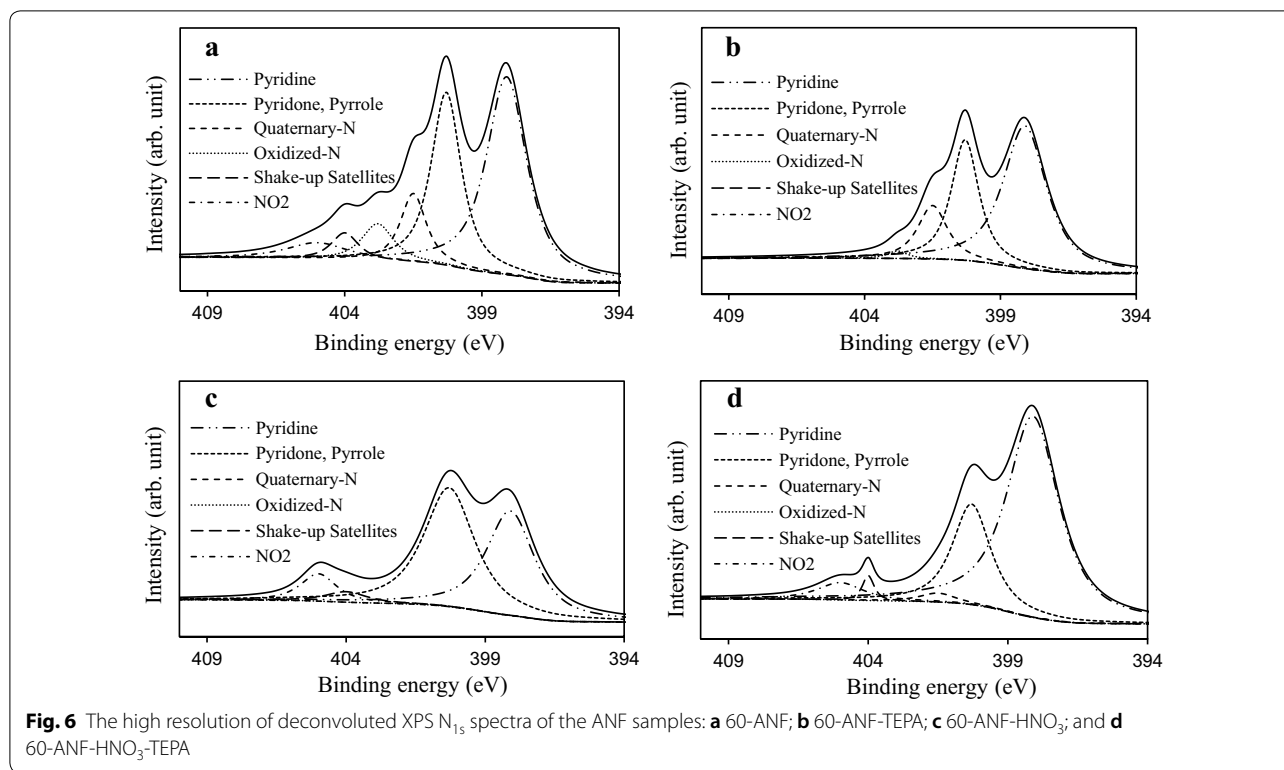 a
Pyridine
Pyridone, Pyrrole
Quaternary-N
Oxidized-N
Shake-up Satellites
NO2
Intensity (arb. unit)
409 404 399 394
Binding energy (eV)
b
Pyridine
Pyridone, Pyrrole
Quaternary-N
Oxidized-N
Shake-up Satellites
NO2
Intensity (arb. unit)
409 404 399 394
Binding energy (eV)
c
Pyridine
Pyridone, Pyrrole
Quaternary-N
Oxidized-N
Shake-up Satellites
NO2
Intensity (arb. unit)
409 404 399 394
Binding energy (eV)
d
Pyridine
Pyridone, Pyrrole
Quaternary-N
Oxidized-N
Shake-up Satellites
NO2
Intensity (arb. unit)
409 404 399 394
Binding energy (eV)
Fig. 6 The high resolution of deconvoluted XPS N1s spectra of the ANF samples: a 60-ANF; b 60-ANF-TEPA; c 60-ANF-HNO3; and d
60-ANF-HNO3-TEPA